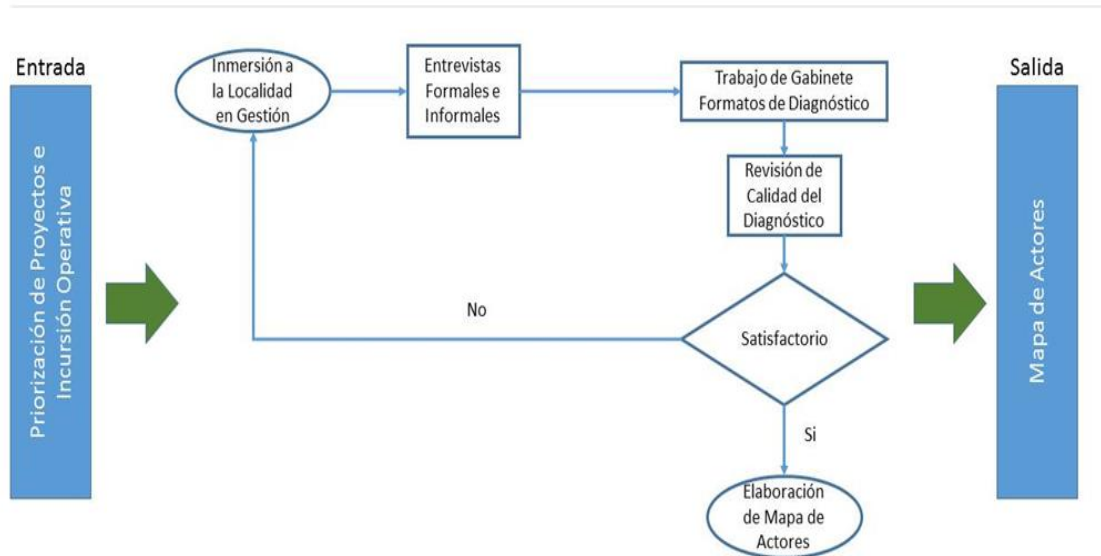 Entrada
Priorización de Proyectos e
Incursión Operativa
Inmersión a
la Localidad
en Gestión
Entrevistas
Formales e
Informales
Trabajo de Gabinete
Formatos de Diagnóstico
Revisión de
Calidad del
Diagnóstico
Satisfactorio
No
Si
Elaboración
de Mapa de
Actores
Salida
Mapa de Actores